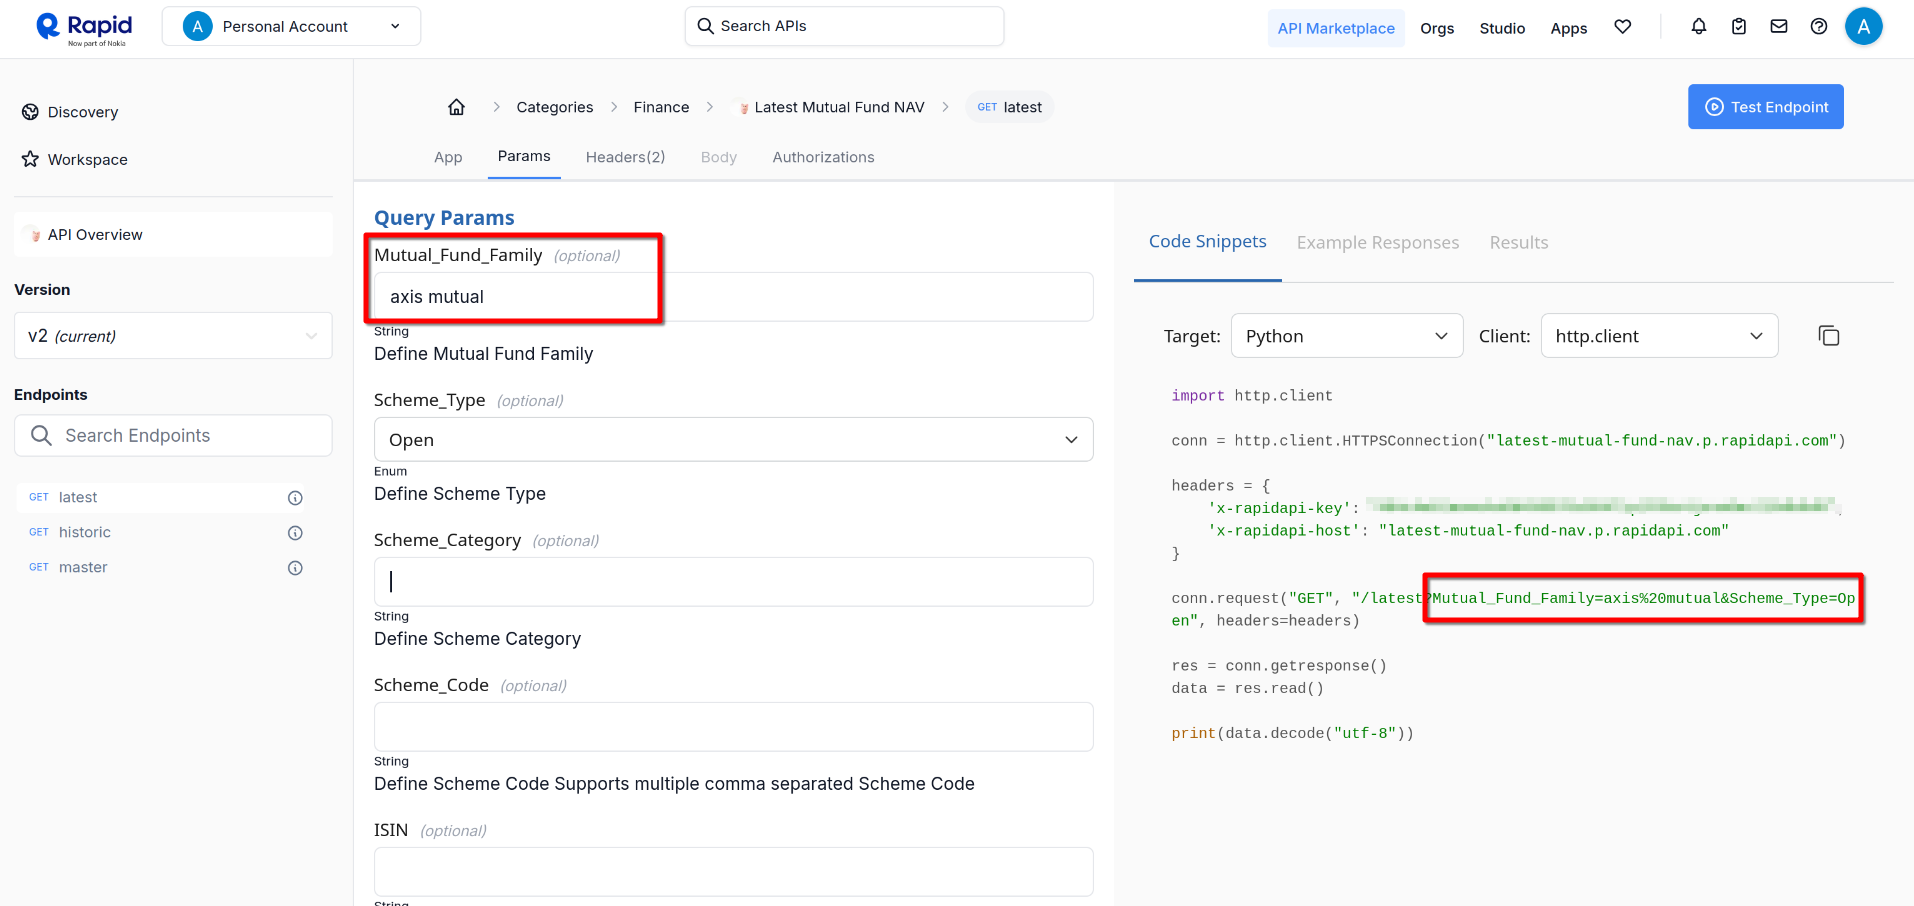 Rapid
Now part of Nokia
A Personal Account
Search APIs
API Marketplace Orgs Studio Apps A
Discovery
Workspace
API Overview
Version
v2 (current)
Endpoints
Search Endpoints
GET latest
GET historic
GET master
Categories Finance Latest Mutual Fund NAV GET latest
Test Endpoint
App Params Headers(2) Body Authorizations
Query Params
Mutual_Fund_Family (optional)
axis mutual
String
Define Mutual Fund Family
Scheme_Type (optional)
Open
Enum
Define Scheme Type
Scheme_Category (optional)
String
Define Scheme Category
Scheme_Code (optional)
String
Define Scheme Code Supports multiple comma separated Scheme Code
ISIN (optional)
String
Code Snippets Example Responses Results
Target: Python Client: http.client
import http.client
conn = http.client.HTTPSConnection("latest-mutual-fund-nav.p.rapidapi.com")
headers = {
'x-rapidapi-key':
'x-rapidapi-host': "latest-mutual-fund-nav.p.rapidapi.com"
}
conn.request("GET", "/latest?Mutual_Fund_Family=axis%20mutual&Scheme_Type=Op
en", headers=headers)
res = conn.getresponse()
data = res.read()
print(data.decode("utf-8"))